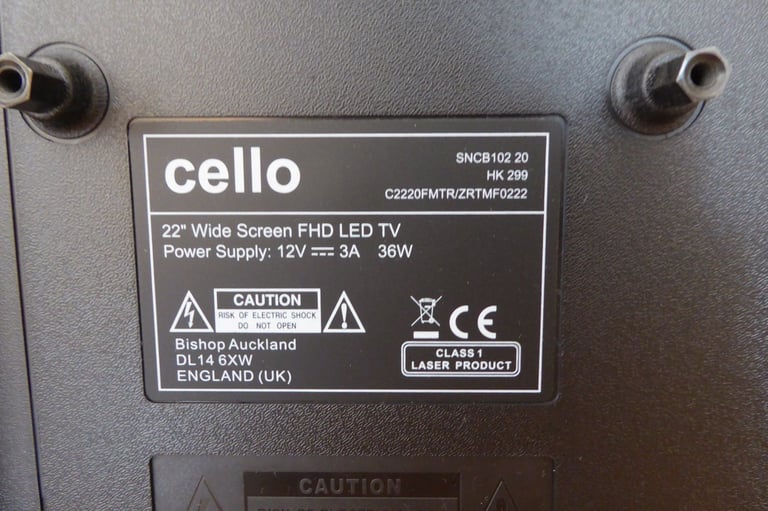 cello
SNCB102 20
HK 299
C2220FMTR/ZRTMF0222
22" Wide Screen FHD LED TV
Power Supply: 12V ⎓ 3A 36W
CAUTION
RISK OF ELECTRIC SHOCK
DO NOT OPEN
Bishop Auckland
DL14 6XW
ENGLAND (UK)
CE
CLASS 1
LASER PRODUCT
CAUTION